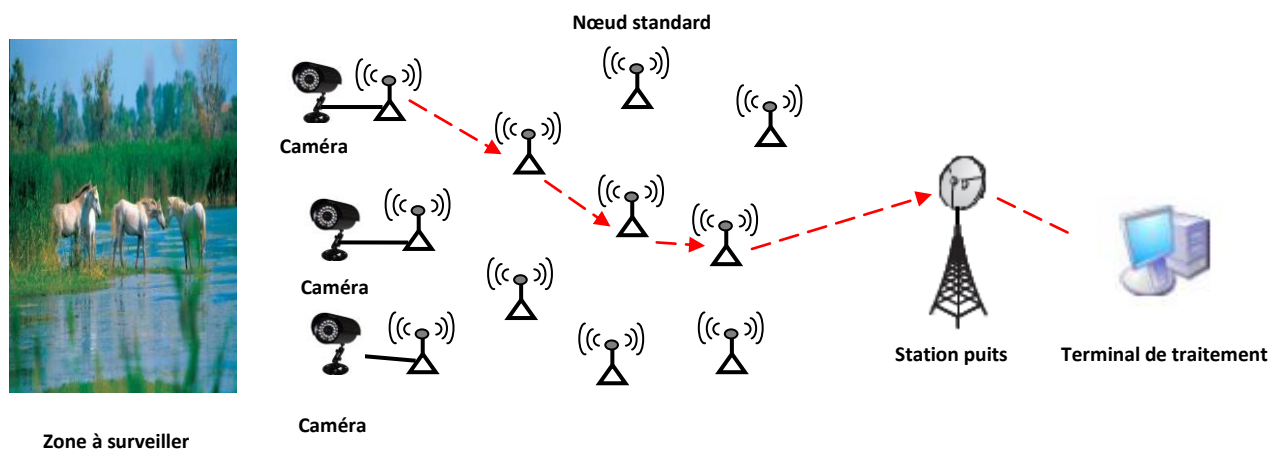 Nœud standard
Caméra
Caméra
Station puits
Terminal de traitement
Caméra
Zone à surveiller